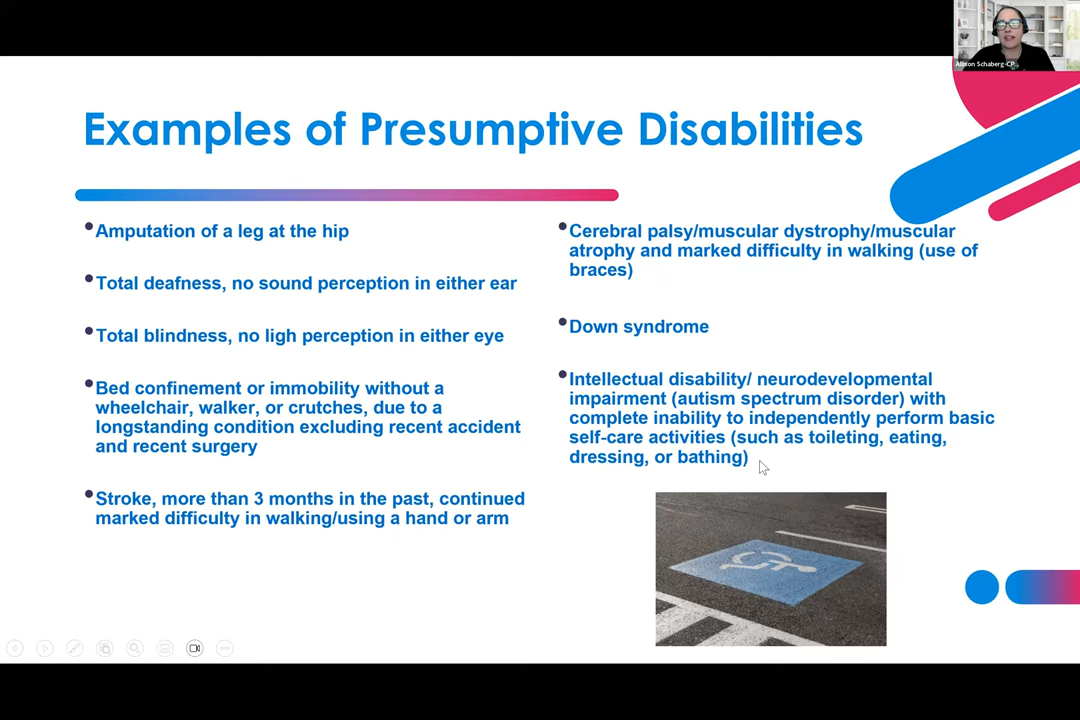 Alison Schaberg-CP
Examples of Presumptive Disabilities
•Amputation of a leg at the hip
•Total deafness, no sound perception in either ear
•Total blindness, no ligh perception in either eye
•Bed confinement or immobility without a
wheelchair, walker, or crutches, due to a
longstanding condition excluding recent accident
and recent surgery
•Stroke, more than 3 months in the past, continued
marked difficulty in walking/using a hand or arm
•Cerebral palsy/muscular dystrophy/muscular
atrophy and marked difficulty in walking (use of
braces)
•Down syndrome
•Intellectual disability/ neurodevelopmental
impairment (autism spectrum disorder) with
complete inability to independently perform basic
self-care activities (such as toileting, eating,
dressing, or bathing)